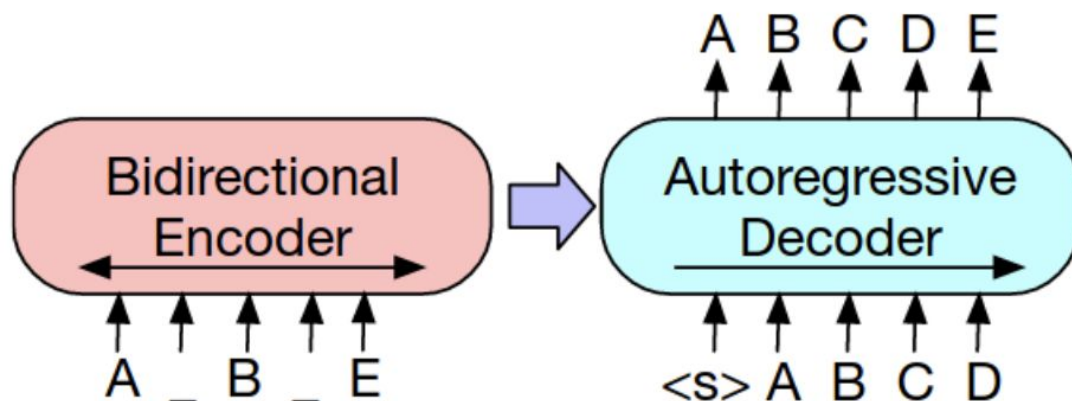 A B C D E
Bidirectional
Encoder
Autoregressive
Decoder
A _ B _ E
<s> A B C D